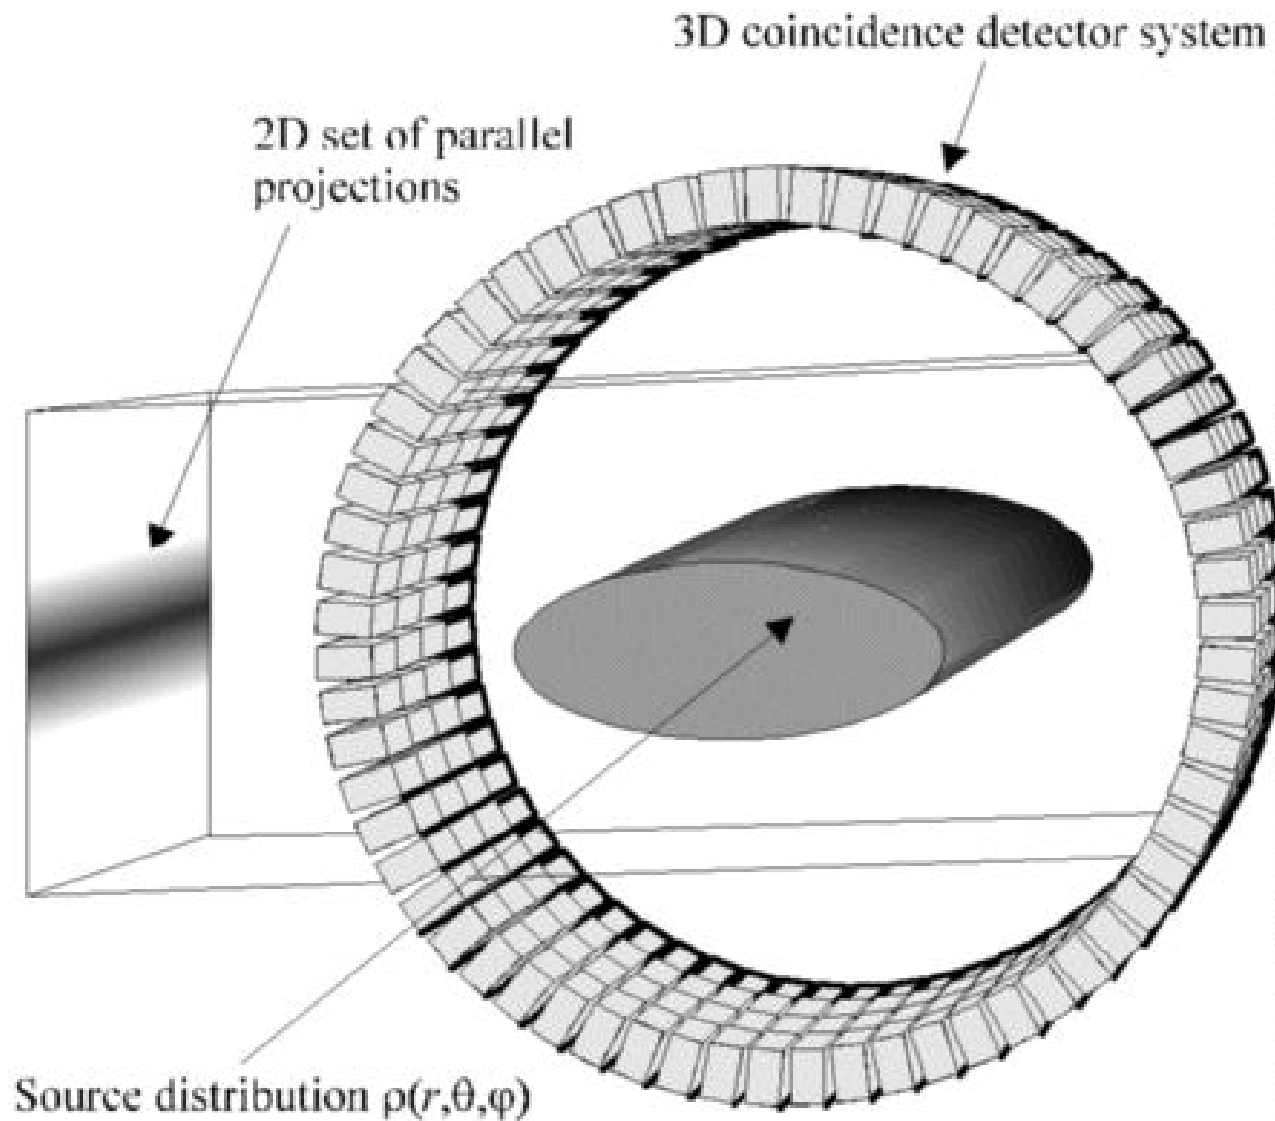 3D coincidence detector system
2D set of parallel
projections
Source distribution ρ(r,θ,φ)